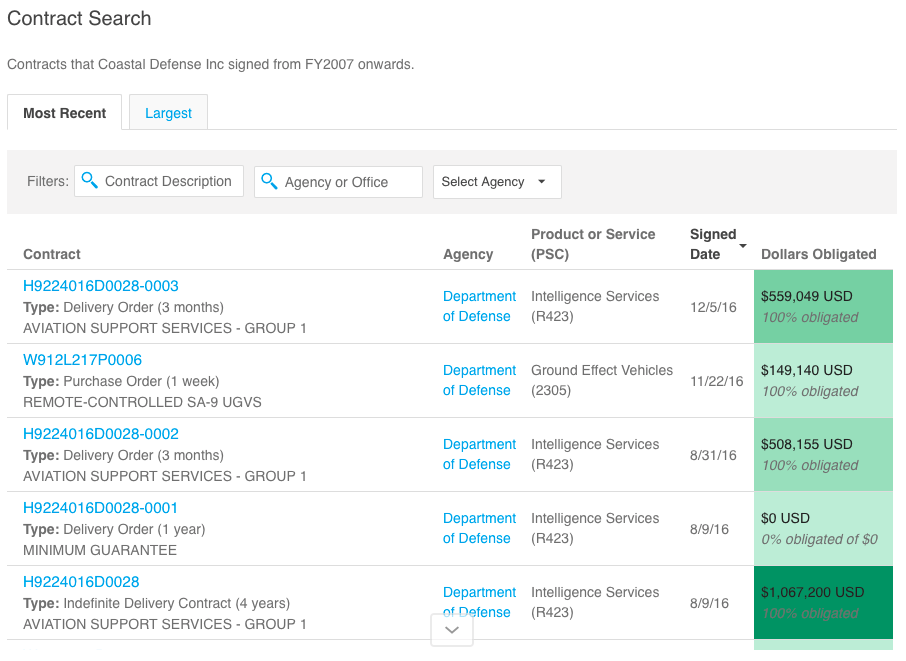 Contract Search
Contracts that Coastal Defense Inc signed from FY2007 onwards.
Most Recent
Largest
Filters:
Contract Description
Agency or Office
Select Agency
Contract
Agency
Product or Service
(PSC)
Signed
Date
Dollars Obligated
H9224016D0028-0003
Type: Delivery Order (3 months)
AVIATION SUPPORT SERVICES - GROUP 1
Department
of Defense
Intelligence Services
(R423)
12/5/16
$559,049 USD
100% obligated
W912L217P0006
Type: Purchase Order (1 week)
REMOTE-CONTROLLED SA-9 UGVS
Department
of Defense
Ground Effect Vehicles
(2305)
11/22/16
$149,140 USD
100% obligated
H9224016D0028-0002
Type: Delivery Order (3 months)
AVIATION SUPPORT SERVICES - GROUP 1
Department
of Defense
Intelligence Services
(R423)
8/31/16
$508,155 USD
100% obligated
H9224016D0028-0001
Type: Delivery Order (1 year)
MINIMUM GUARANTEE
Department
of Defense
Intelligence Services
(R423)
8/9/16
$0 USD
0% obligated of $0
H9224016D0028
Type: Indefinite Delivery Contract (4 years)
AVIATION SUPPORT SERVICES - GROUP 1
Department
of Defense
Intelligence Services
(R423)
8/9/16
$1,067,200 USD
100% obligated